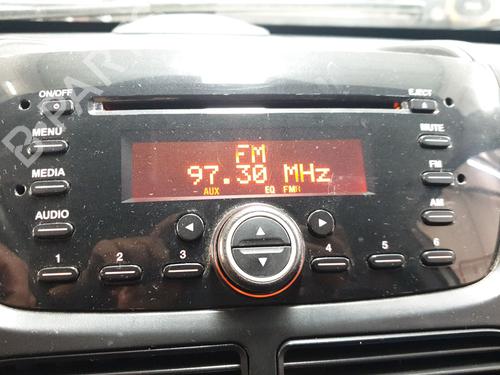 ON/OFF
EJECT
MENU
MUTE
FM
97.30 MHz
AUX EQ FMR
MEDIA
FM
AUDIO
AM
1 2 3 4 5 6